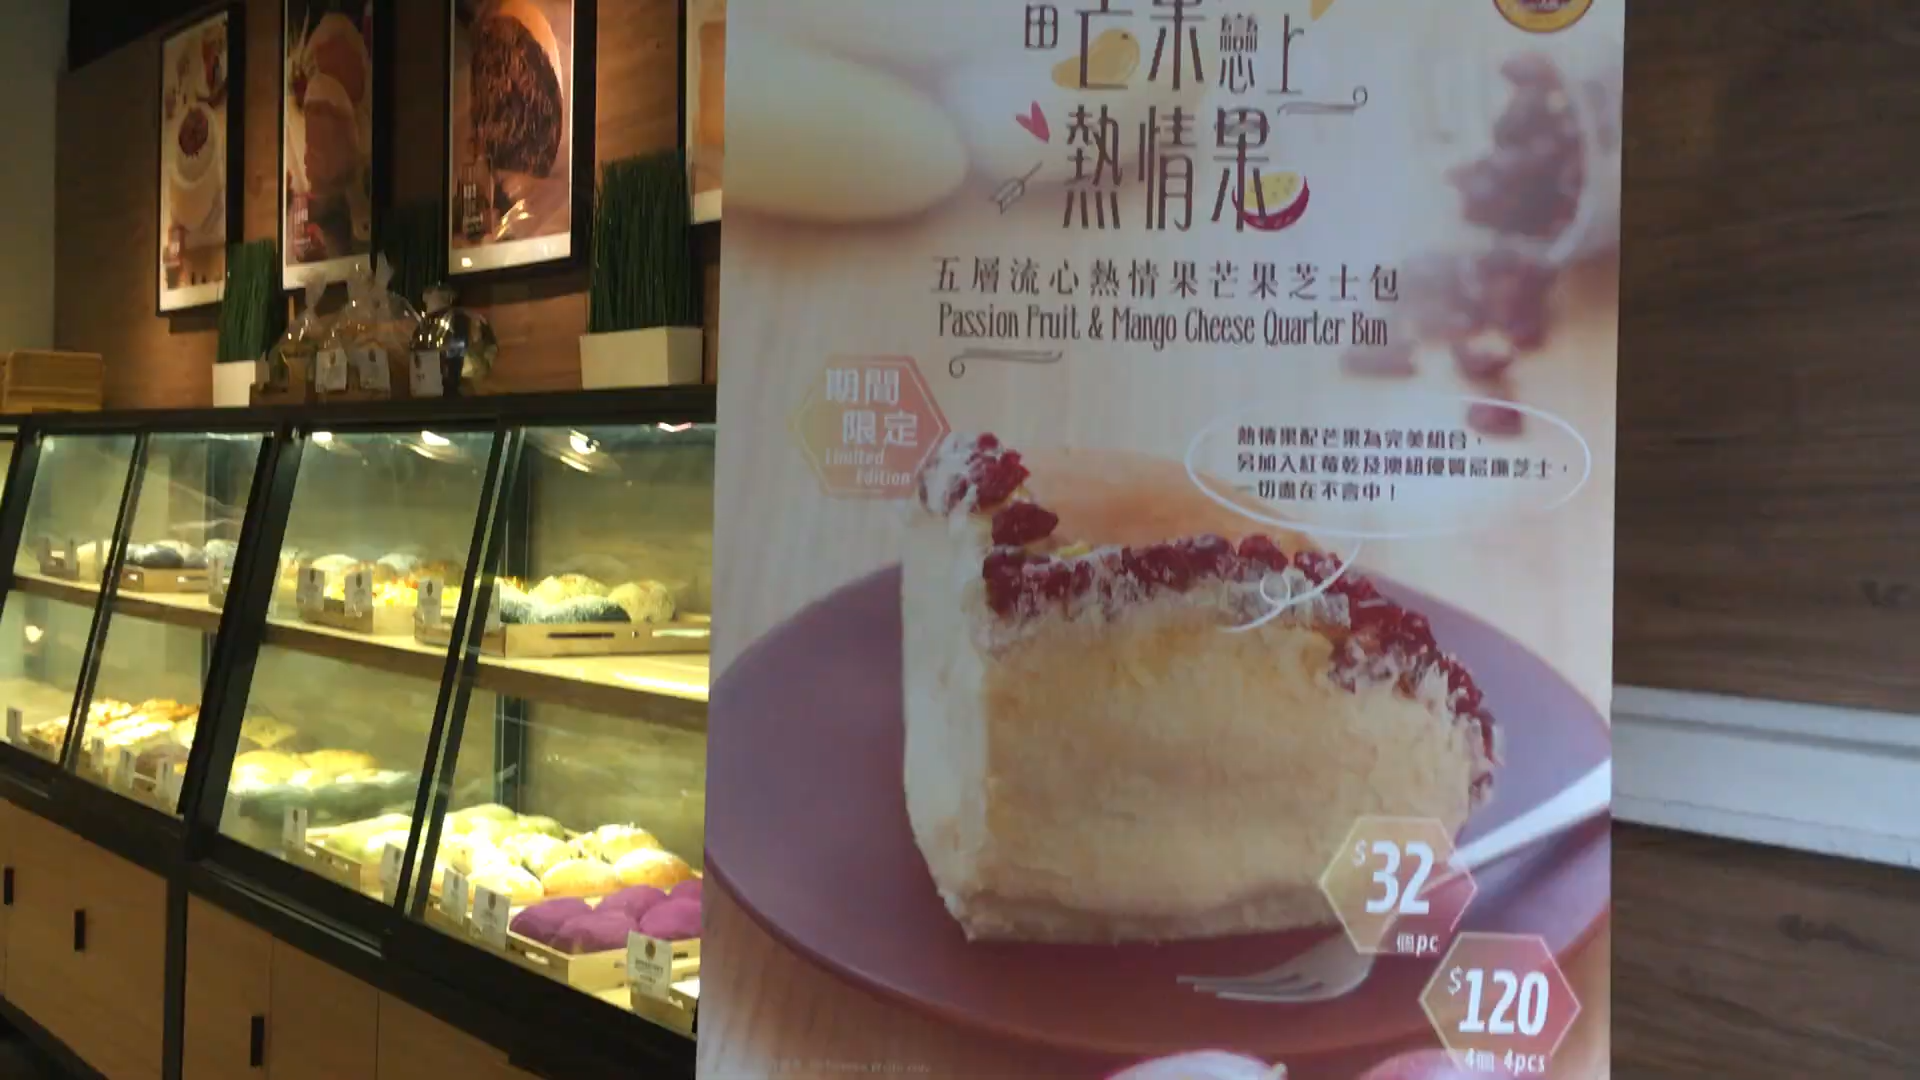 當芒果戀上
熱情果
五層流心熱情果芒果芝士包
Passion Fruit & Mango Cheese Quarter Bun
期間
限定
Limited
Edition
熱情果配芒果為完美組合，
另加入紅莓乾及澳紐優質忌廉芝士，
一切盡在不言中！
$32
個pc
$120
4個 4pcs